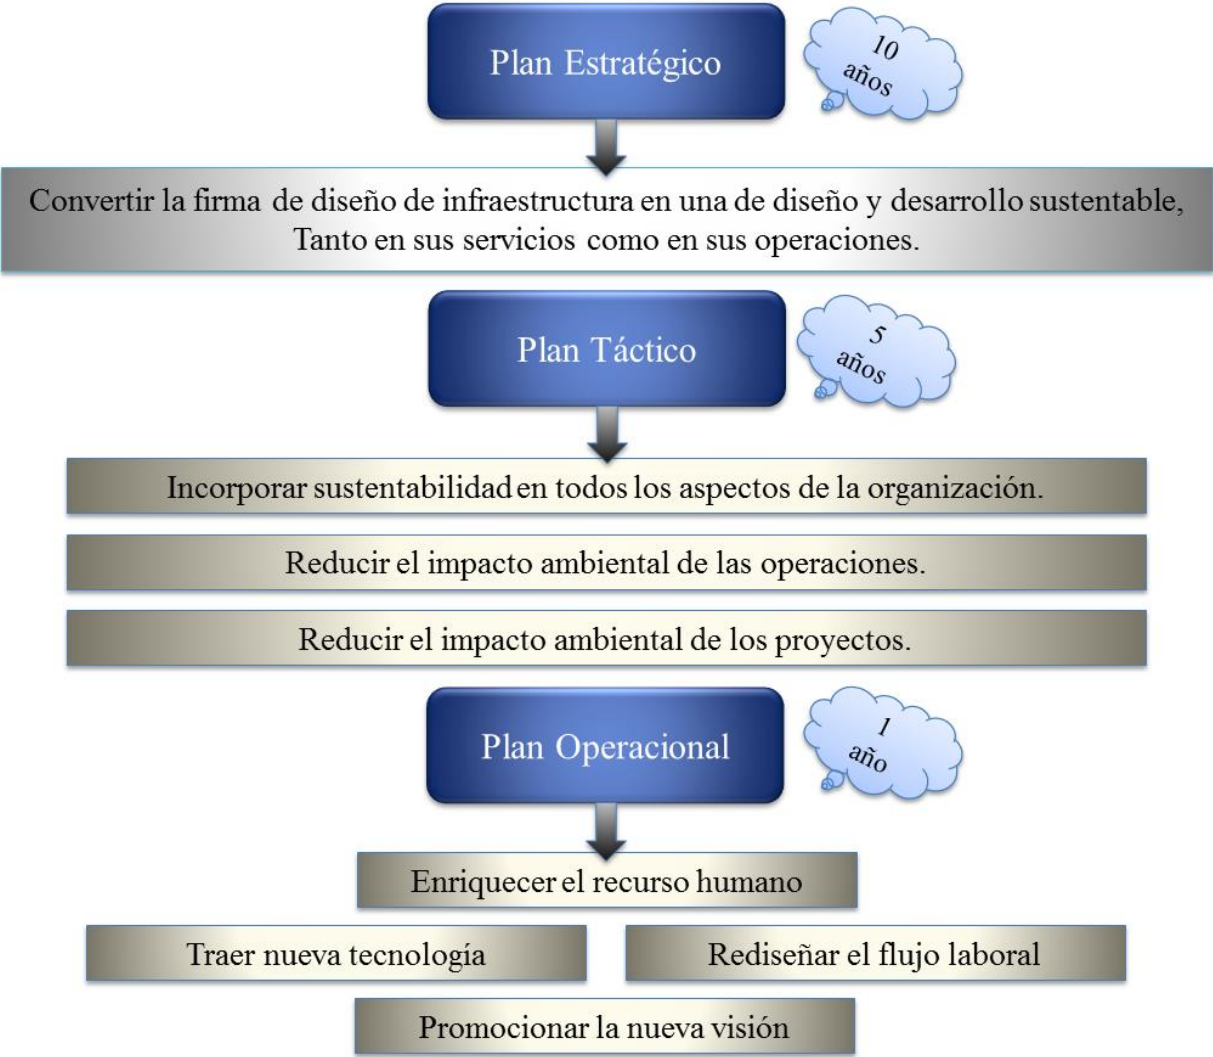 Plan Estratégico
10
años
Convertir la firma de diseño de infraestructura en una de diseño y desarrollo sustentable,
Tanto en sus servicios como en sus operaciones.
Plan Táctico
5
años
Incorporar sustentabilidad en todos los aspectos de la organización.
Reducir el impacto ambiental de las operaciones.
Reducir el impacto ambiental de los proyectos.
Plan Operacional
1
año
Enriquecer el recurso humano
Traer nueva tecnología
Rediseñar el flujo laboral
Promocionar la nueva visión